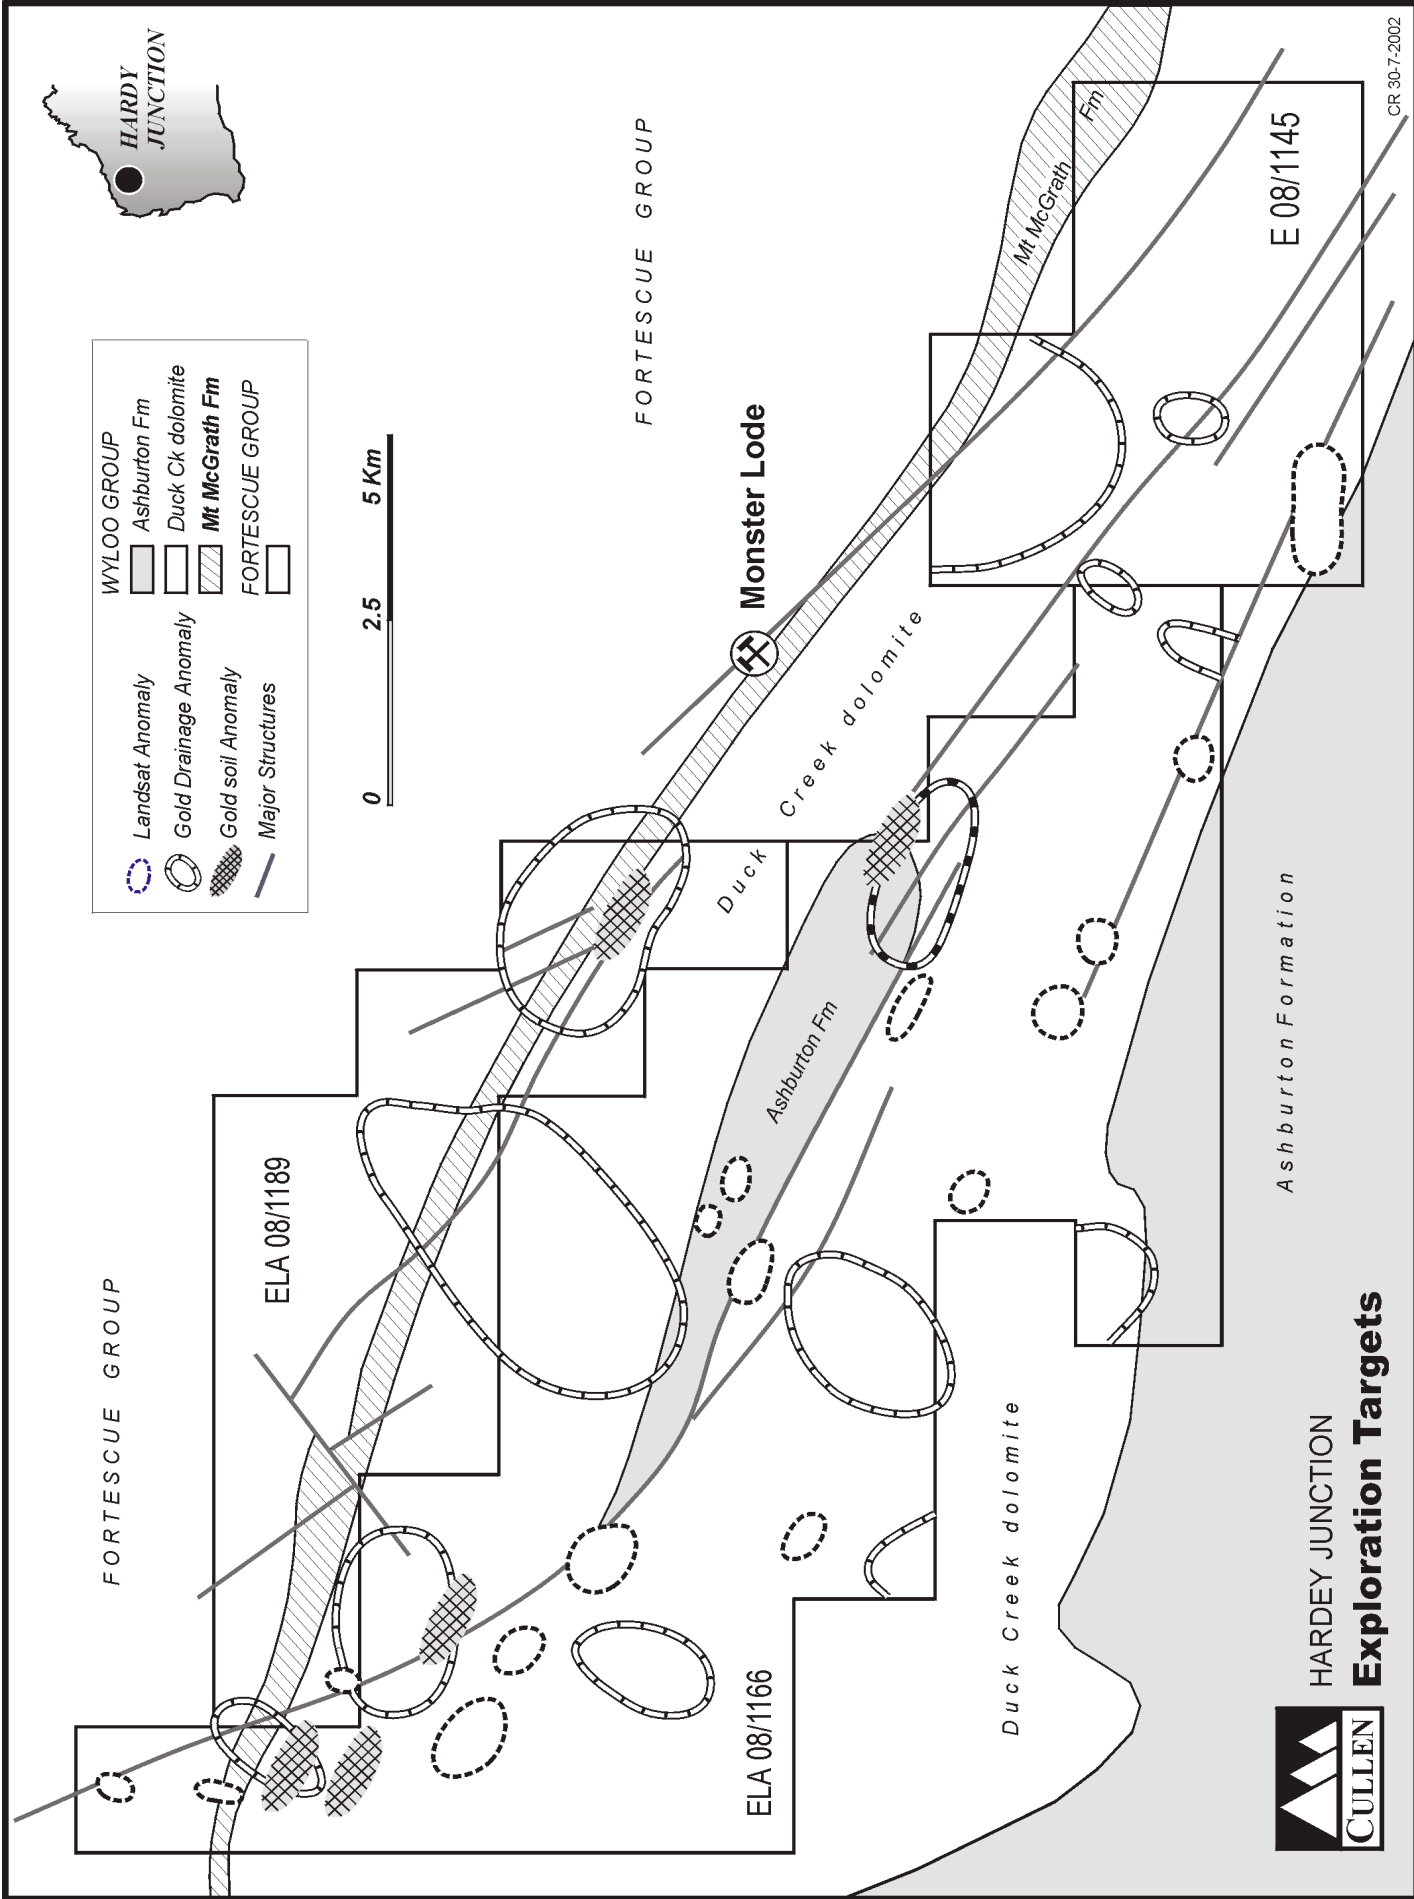 HARDY
JUNCTION
WYLOO GROUP
Ashburton Fm
Duck Ck dolomite
Mt McGrath Fm
FORTESCUE GROUP
Landsat Anomaly
Gold Drainage Anomaly
Gold soil Anomaly
Major Structures
0 2.5 5 Km
FORTESCUE GROUP
FORTESCUE GROUP
ELA 08/1189
Monster Lode
Mt McGrath Fm
Duck Creek dolomite
Ashburton Fm
ELA 08/1166
E 08/1145
Duck Creek dolomite
Ashburton Formation
CULLEN
HARDEY JUNCTION
Exploration Targets
CR 30-7-2002